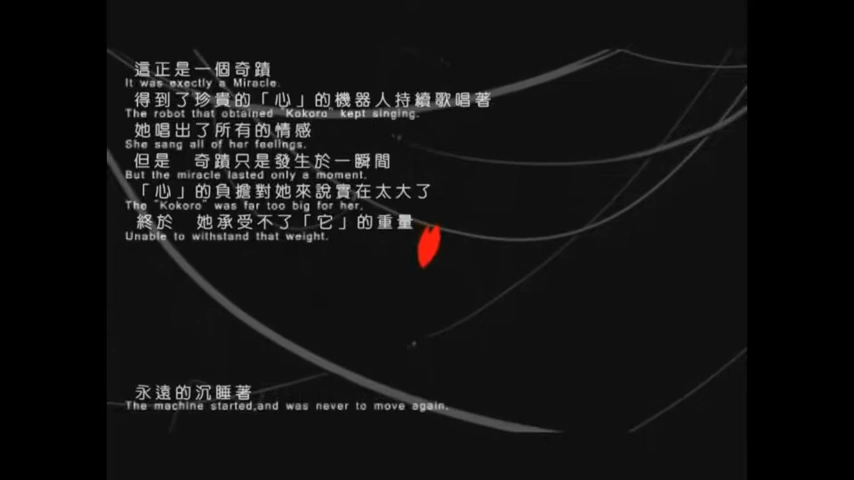 這正是一個奇蹟
It was exectly a Miracle.
得到了珍貴的「心」的機器人持續歌唱著
The robot that obtained "Kokoro" kept singing.
她唱出了所有的情感
She sang all of her feelings.
但是　奇蹟只是發生於一瞬間
But the miracle lasted only a moment.
「心」的負擔對她來說實在太大了
The "Kokoro" was far too big for her.
終於　她承受不了「它」的重量
Unable to withstand that weight.
永遠的沉睡著
The machine started,and was never to move again.